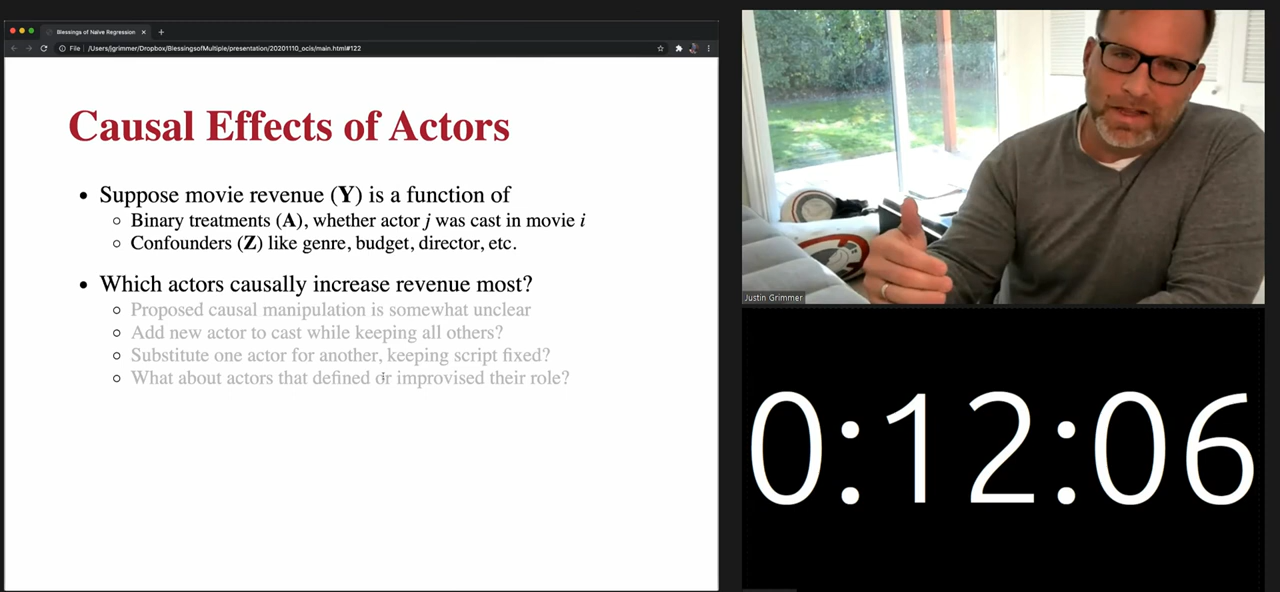 Blessings of Naive Regression
File | /Users/jgrimmer/Dropbox/BlessingsofMultiple/presentation/20201110_ocis/main.html#122
Causal Effects of Actors
• Suppose movie revenue (Y) is a function of
◦ Binary treatments (A), whether actor j was cast in movie i
◦ Confounders (Z) like genre, budget, director, etc.
• Which actors causally increase revenue most?
◦ Proposed causal manipulation is somewhat unclear
◦ Add new actor to cast while keeping all others?
◦ Substitute one actor for another, keeping script fixed?
◦ What about actors that defined or improvised their role?
Justin Grimmer
0:12:06